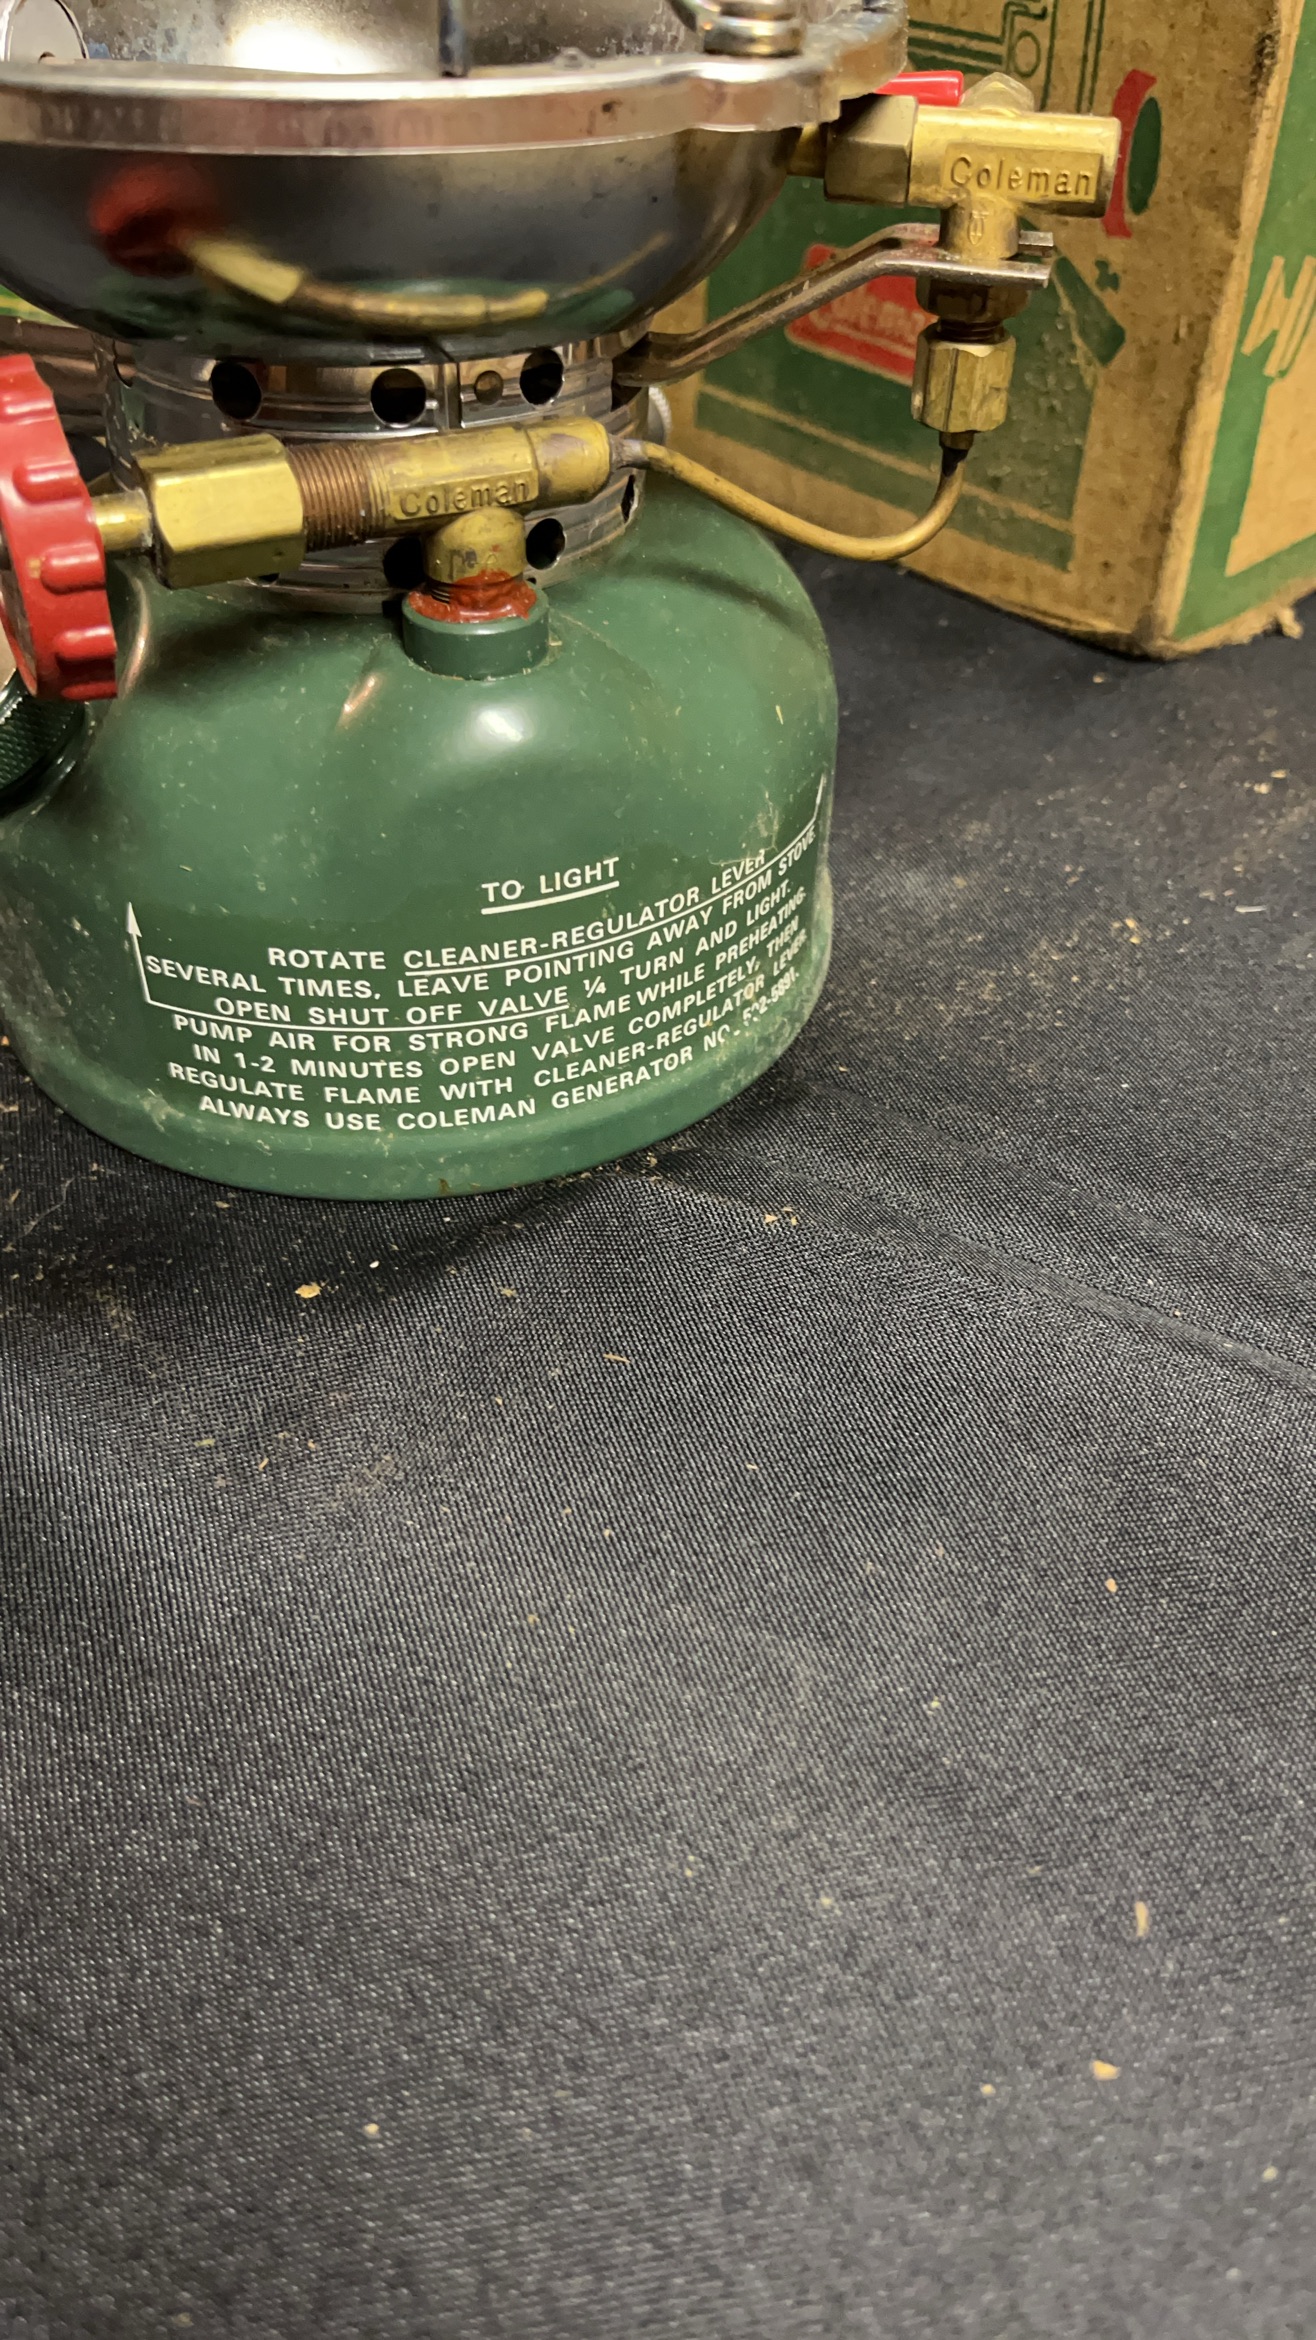 Coleman
Coleman
TO LIGHT
ROTATE CLEANER-REGULATOR LEVER
SEVERAL TIMES, LEAVE POINTING AWAY FROM STOVE
OPEN SHUT OFF VALVE ¼ TURN AND LIGHT.
PUMP AIR FOR STRONG FLAME WHILE PREHEATING.
IN 1-2 MINUTES OPEN VALVE COMPLETELY, THEN
REGULATE FLAME WITH CLEANER-REGULATOR LEVER.
ALWAYS USE COLEMAN GENERATOR NO. 502-5891.